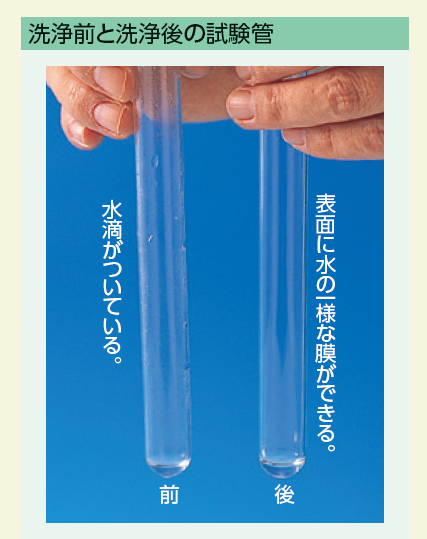 洗浄前と洗浄後の試験管
水滴がついている。
表面に水の一様な膜ができる。
前
後